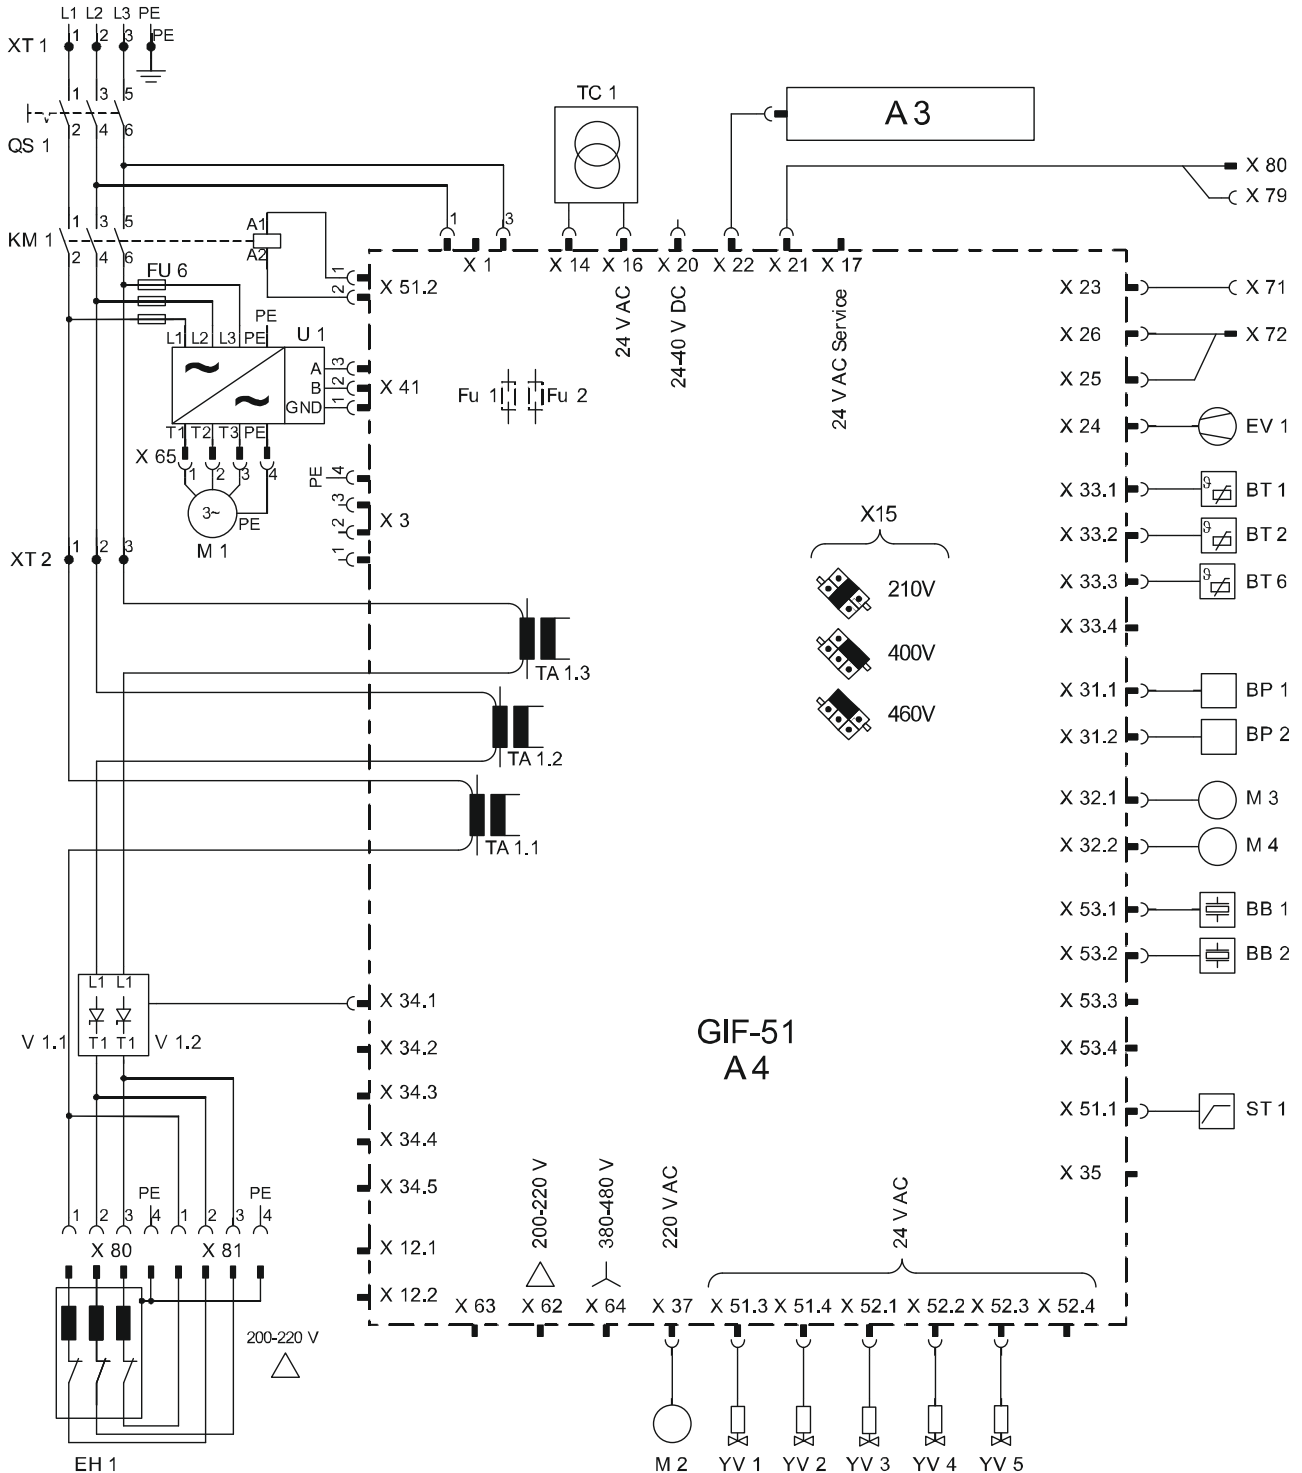 L1 L2 L3 PE
XT 1 1 2 3 PE
1 3 5
2 4 6
QS 1
TC 1
A 3
X 80
X 79
1 3 5
KM 1
2 4 6
A1
A2
1 3
X 1 X 14 X 16 X 20 X 22 X 21 X 17
24 V AC
24-40 V DC
24 V AC Service
FU 6
1
2
X 51.2
L1 L2 L3 PE
PE
U 1
A 3
B 2
GND 1
X 41
T1 T2 T3 PE
X 65 1 2 3 4
3~
PE
M 1
Fu 1 Fu 2
PE 4
3
2
1
X 3
X 23 X 71
X 26 X 72
X 25
X 24 EV 1
X 33.1 ϑ BT 1
X 33.2 ϑ BT 2
X 33.3 ϑ BT 6
X 33.4
X 31.1 BP 1
X 31.2 BP 2
X 32.1 M 3
X 32.2 M 4
X 53.1 BB 1
X 53.2 BB 2
X 53.3
X 53.4
X 51.1 ST 1
X 35
X15
210V
400V
460V
XT 2 1 2 3
TA 1.3
TA 1.2
TA 1.1
L1 L1
V 1.1 T1 T1 V 1.2
X 34.1
X 34.2
X 34.3
X 34.4
X 34.5
X 12.1
X 12.2
GIF-51
A 4
PE PE
1 2 3 4 1 2 3 4
X 80 X 81
200-220 V
EH 1
200-220 V
380-480 V
220 V AC
24 V AC
X 63 X 62 X 64 X 37 X 51.3 X 51.4 X 52.1 X 52.2 X 52.3 X 52.4
M 2 YV 1 YV 2 YV 3 YV 4 YV 5